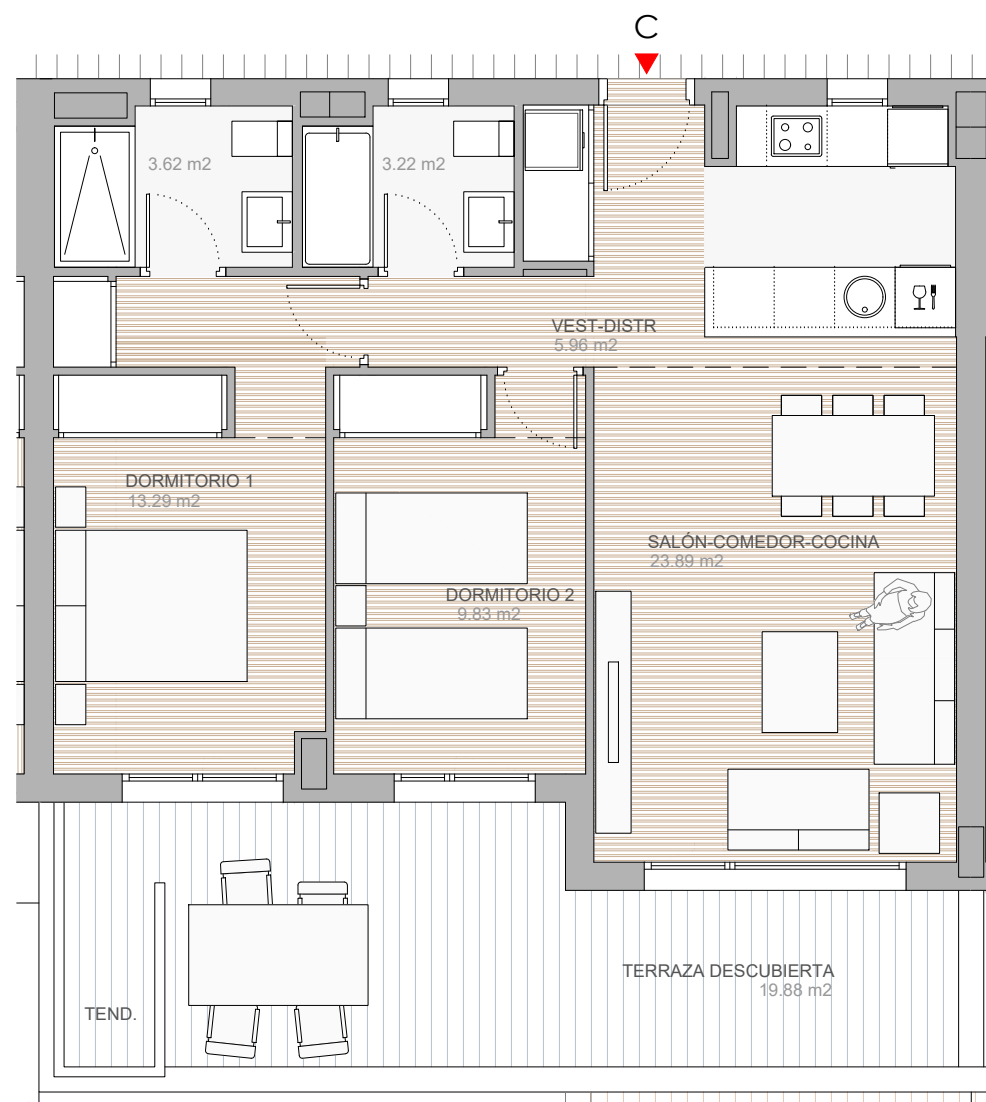 C
3.62 m2
3.22 m2
VEST-DISTR
5.96 m2
DORMITORIO 1
13.29 m2
SALÓN-COMEDOR-COCINA
23.89 m2
DORMITORIO 2
9.83 m2
TERRAZA DESCUBIERTA
19.88 m2
TEND.